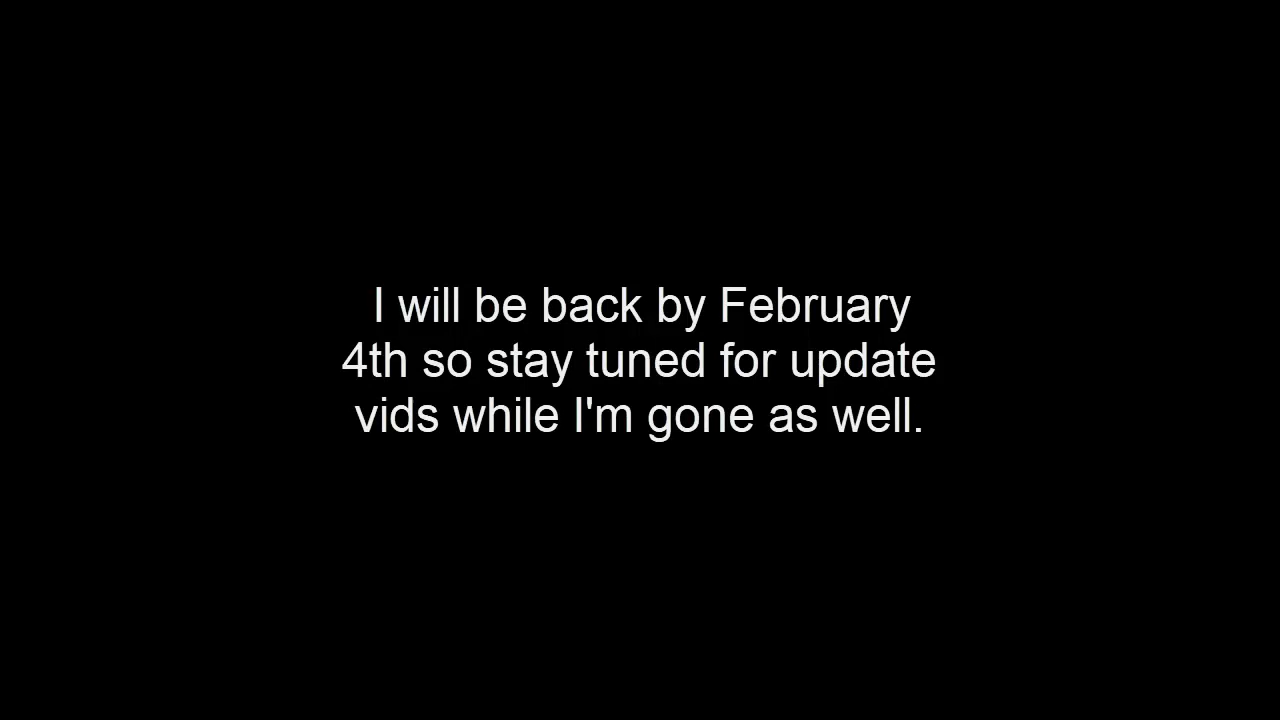 I will be back by February
4th so stay tuned for update
vids while I'm gone as well.